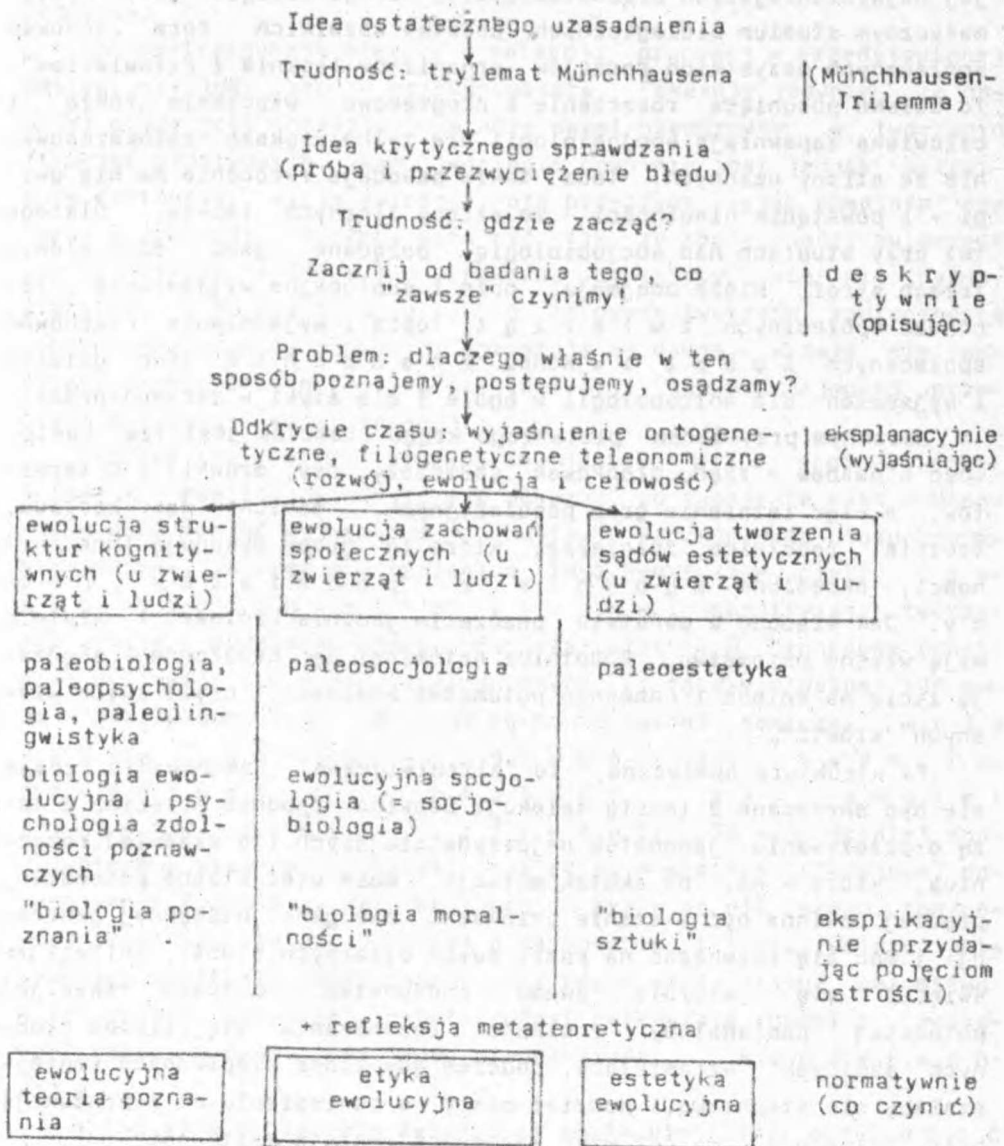 Idea ostatecznego uzasadnienia
Trudność: trylemat Münchhausena
(Münchhausen-
Trilemma)
Idea krytycznego sprawdzania
(próba i przezwyciężenie błędu)
Trudność: gdzie zacząć?
Zacznij od badania tego, co
"zawsze" czynimy!
d e s k r y p-
t y w n i e
(opisując)
Problem: dlaczego właśnie w ten
sposób poznajemy, postępujemy, osądzamy?
Odkrycie czasu: wyjaśnienie ontogene-
tyczne, filogenetyczne teleonomiczne
(rozwój, ewolucja i celowość)
eksplanacyjnie
(wyjaśniając)
ewolucja stru-
ktur kognity-
wnych (u zwie-
rząt i ludzi)
ewolucja zachowań
społecznych (u
zwierząt i ludzi)
ewolucja tworzenia
sądów estetycznych
(u zwierząt i lu-
dzi)
paleobiologia,
paleopsycholo-
gia, paleolin-
gwistyka
paleosocjologia
paleoestetyka
biologia ewo-
lucyjna i psy-
chologia zdol-
ności poznaw-
czych
ewolucyjna socjo-
logia (= socjo-
biologia)
"biologia po-
znania"
"biologia moral-
ności"
"biologia
sztuki"
eksplikacyj-
nie (przyda-
jąc pojęciom
ostrości)
+ refleksja metateoretyczna
ewolucyjna
teoria pozna-
nia
etyka
ewolucyjna
estetyka
ewolucyjna
normatywnie
(co czynić)